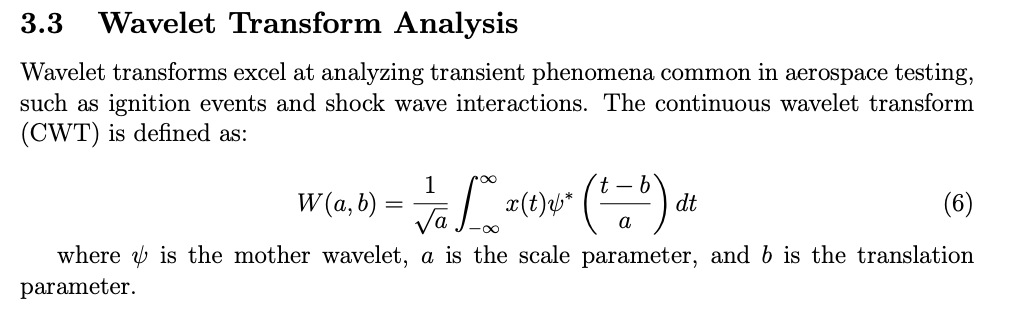 3.3 Wavelet Transform Analysis
Wavelet transforms excel at analyzing transient phenomena common in aerospace testing,
such as ignition events and shock wave interactions. The continuous wavelet transform
(CWT) is defined as:
W(a, b) = \frac{1}{\sqrt{a}} \int_{-\infty}^{\infty} x(t)\psi^* \left( \frac{t - b}{a} \right) dt (6)
where ψ is the mother wavelet, a is the scale parameter, and b is the translation
parameter.